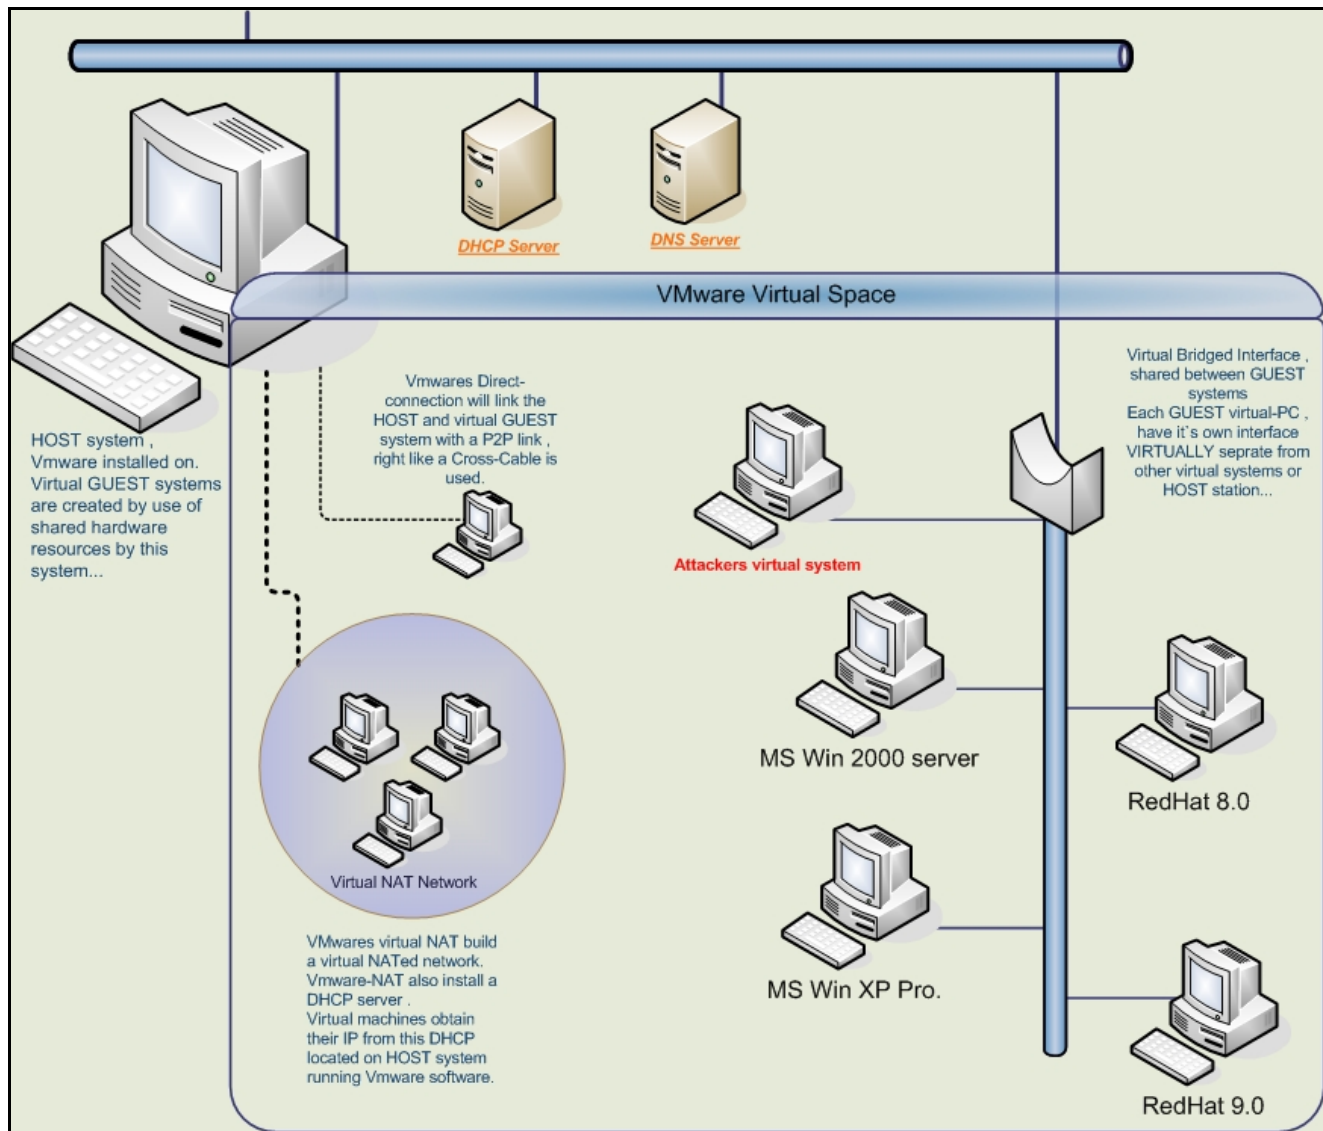 DHCP Server
DNS Server
VMware Virtual Space
HOST system ,
Vmware installed on.
Virtual GUEST systems
are created by use of
shared hardware
resources by this
system...
Vmwares Direct-
connection will link the
HOST and virtual GUEST
system with a P2P link ,
right like a Cross-Cable is
used.
Virtual Bridged Interface ,
shared between GUEST
systems
Each GUEST virtual-PC ,
have it`s own interface
VIRTUALLY seprate from
other virtual systems or
HOST station...
Attackers virtual system
MS Win 2000 server
RedHat 8.0
MS Win XP Pro.
RedHat 9.0
Virtual NAT Network
VMwares virtual NAT build
a virtual NATed network.
Vmware-NAT also install a
DHCP server .
Virtual machines obtain
their IP from this DHCP
located on HOST system
running Vmware software.